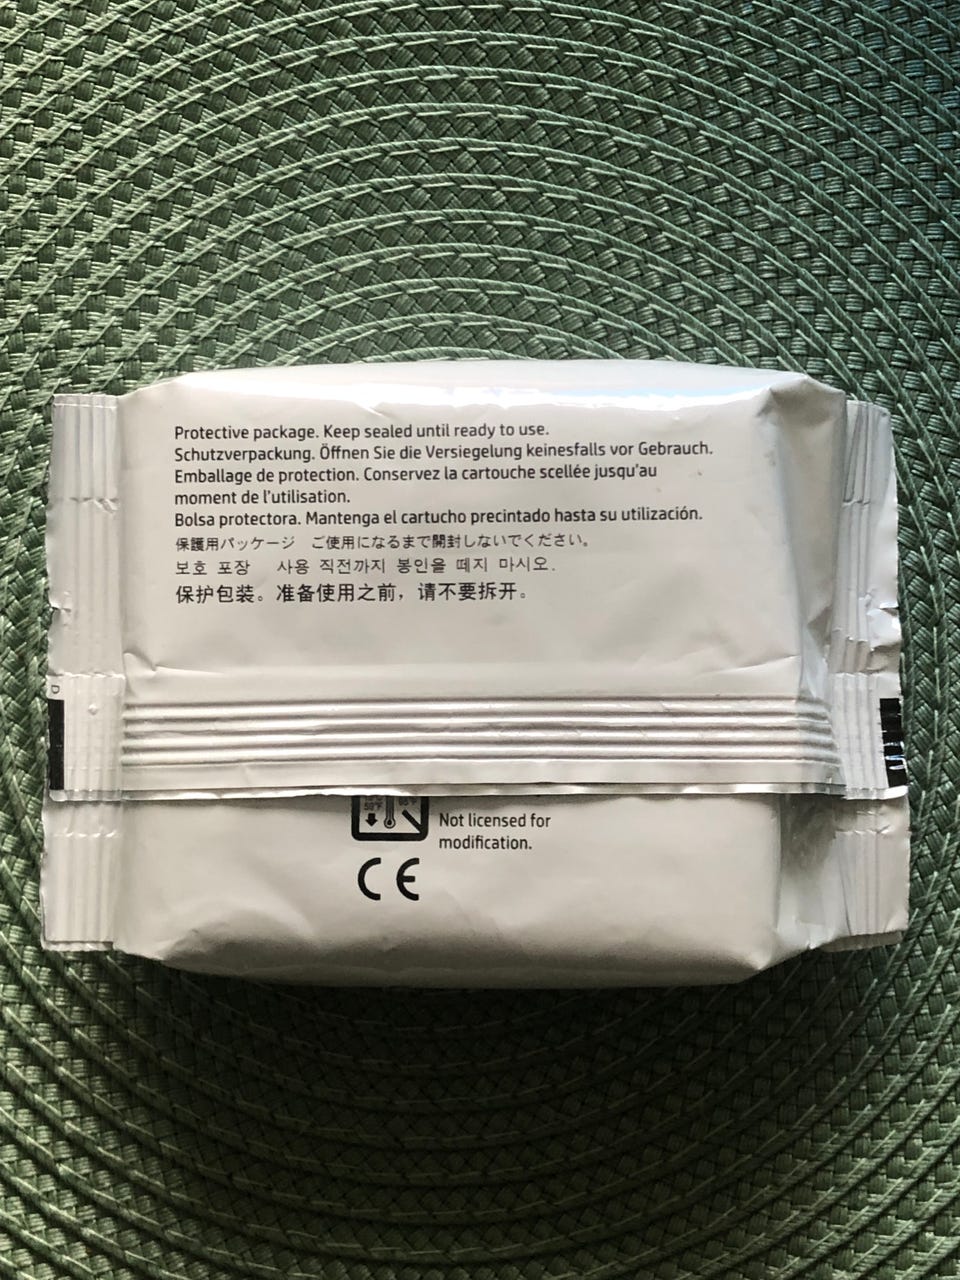 Protective package. Keep sealed until ready to use.
Schutzverpackung. Öffnen Sie die Versiegelung keinesfalls vor Gebrauch.
Emballage de protection. Conservez la cartouche scellée jusqu'au
moment de l'utilisation.
Bolsa protectora. Mantenga el cartucho precintado hasta su utilización.
保護用パッケージ　ご使用になるまで開封しないでください。
보호 포장　사용 직전까지 봉인을 떼지 마시오.
保护包装。准备使用之前，请不要拆开。
D
59°F
Not licensed for
modification.
CE